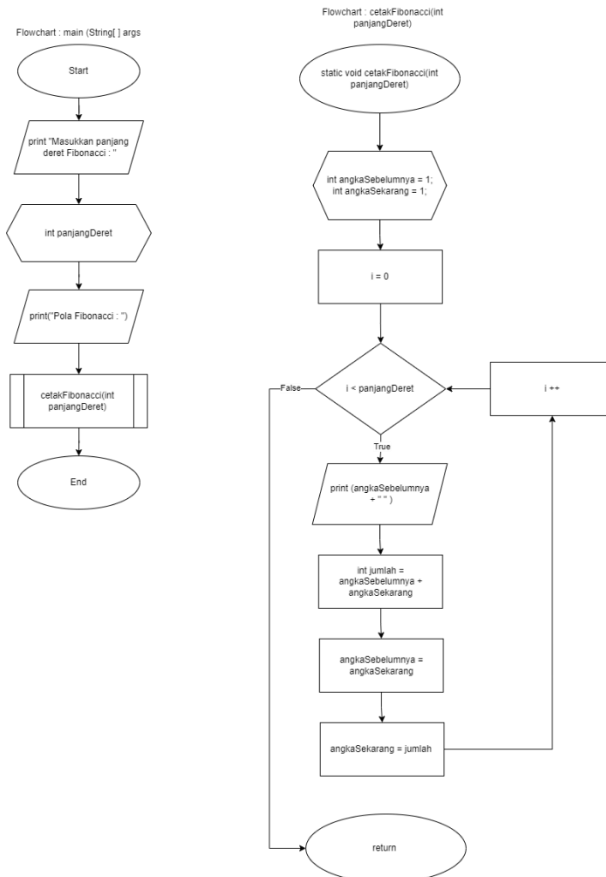 Flowchart : main (String[ ] args
Start
print "Masukkan panjang
deret Fibonacci : "
int panjangDeret
print("Pola Fibonacci : ")
cetakFibonacci(int
panjangDeret)
End
Flowchart : cetakFibonacci(int
panjangDeret)
static void cetakFibonacci(int
panjangDeret)
int angkaSebelumnya = 1;
int angkaSekarang = 1;
i = 0
i < panjangDeret
False
i ++
True
print (angkaSebelumnya
+ " " )
int jumlah =
angkaSebelumnya +
angkaSekarang
angkaSebelumnya =
angkaSekarang
angkaSekarang = jumlah
return